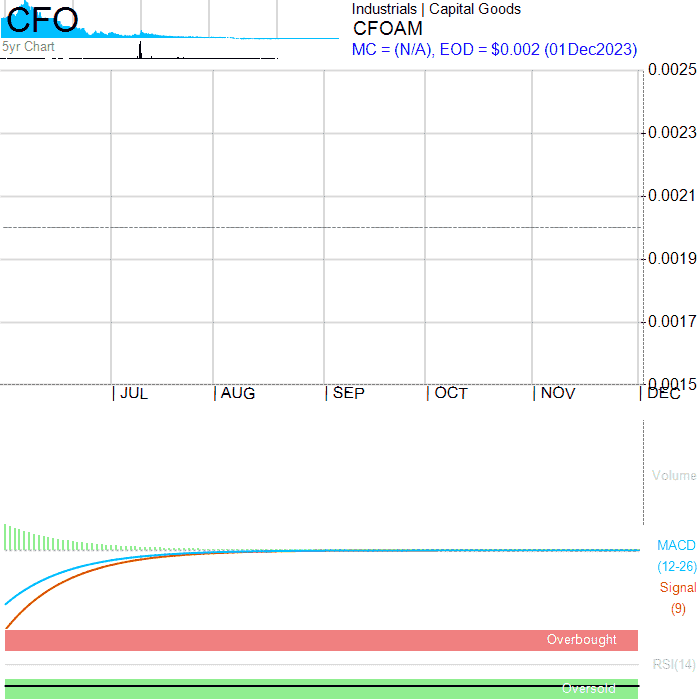 CFO
5yr Chart
Industrials | Capital Goods
CFOAM
MC = (N/A), EOD = $0.002 (01Dec2023)
0.0025
0.0023
0.0021
0.0019
0.0017
0.0015
| JUL | AUG | SEP | OCT | NOV | DEC
Volume
MACD
(12-26)
Signal
(9)
Overbought
RSI(14)
Oversold